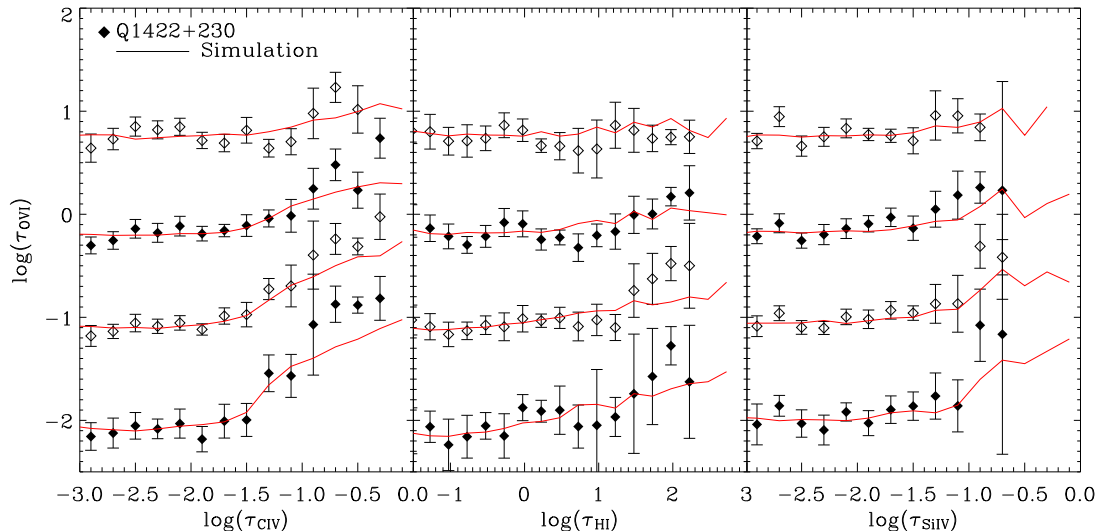 2
1
0
−1
−2
log(τOVI)
Q1422+230
Simulation
−3.0 −2.5 −2.0 −1.5 −1.0 −0.5 0.0
−1 0 1 2
3 −2.5 −2.0 −1.5 −1.0 −0.5 0.0
log(τCIV)
log(τHI)
log(τSiIV)